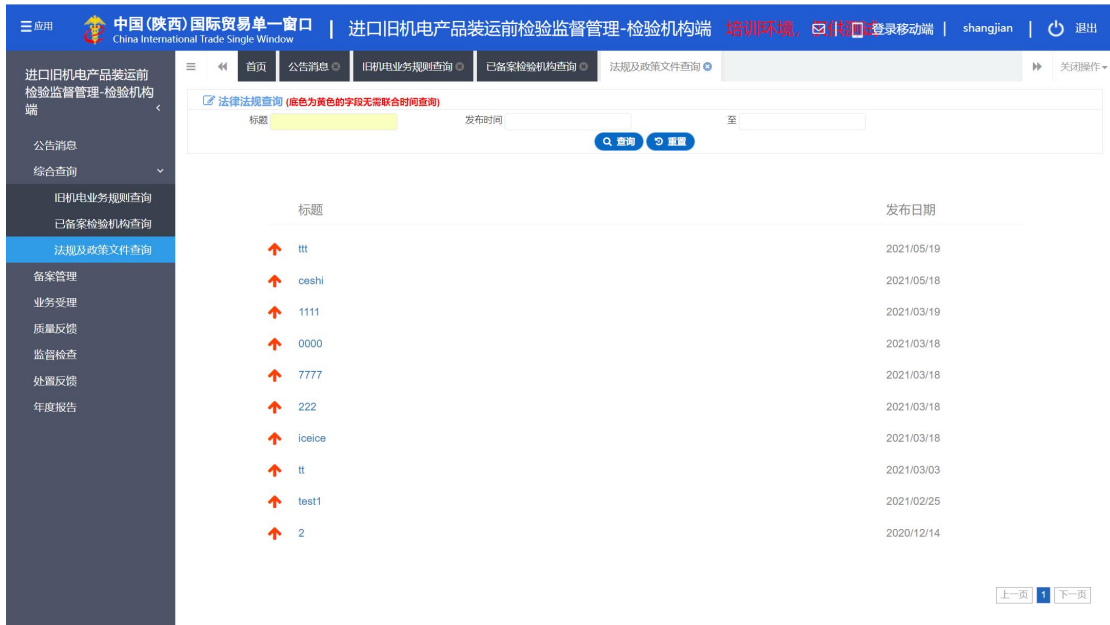 应用
中国(陕西)国际贸易单一窗口 | 进口旧机电产品装运前检验监督管理-检验机构端 培训环境, 登录移动端 | shangjian | 退出
China International Trade Single Window
进口旧机电产品装运前检验监督管理-检验机构端
首页 公告消息 旧机电业务规则查询 已备案检验机构查询 法规及政策文件查询 关闭操作
法律法规查询 (底色为黄色的字段无需联合时间查询)
标题 发布时间 至
查询 重置
公告消息
综合查询
旧机电业务规则查询
已备案检验机构查询
法规及政策文件查询
备案管理
业务受理
质量反馈
监督检查
处置反馈
年度报告
标题 发布日期
ttt 2021/05/19
ceshi 2021/05/18
1111 2021/03/19
0000 2021/03/18
7777 2021/03/18
222 2021/03/18
iceice 2021/03/18
tt 2021/03/03
test1 2021/02/25
2 2020/12/14
上一页 1 下一页